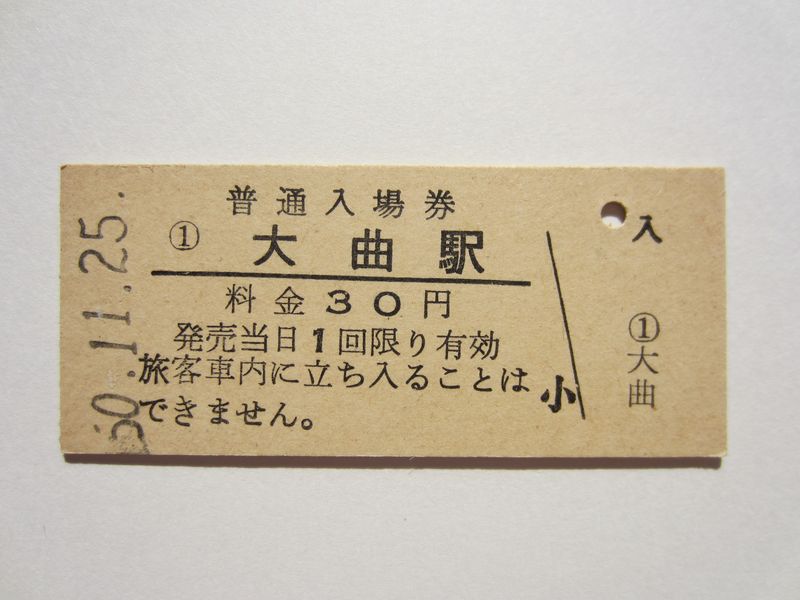 50.11.25.
普通入場券
① 大曲駅
料金30円
発売当日1回限り有効
旅客車内に立ち入ることは
できません。
小
入
①
大曲